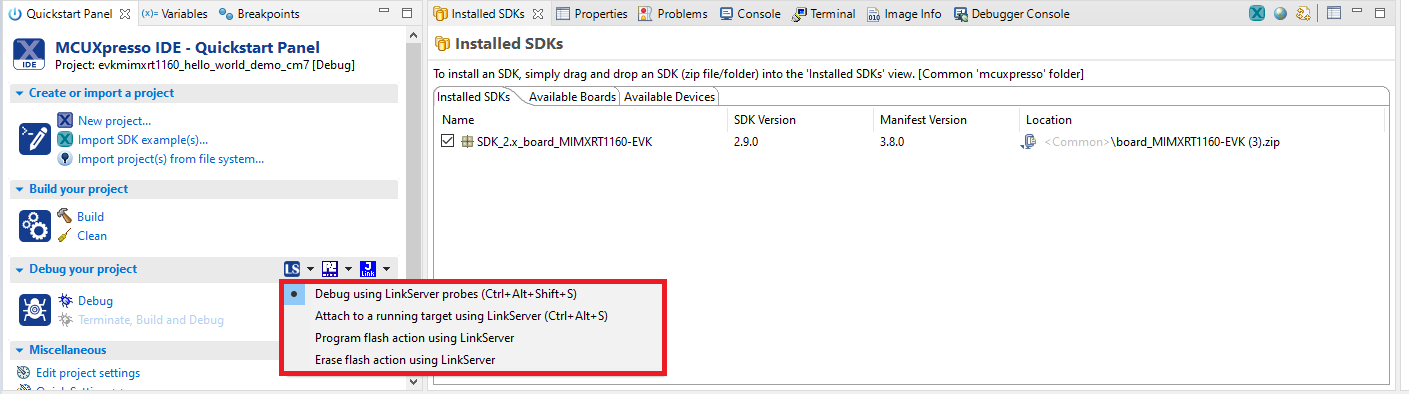 Quickstart Panel
(x)= Variables
Breakpoints
IDE
MCUXpresso IDE - Quickstart Panel
Project: evkmimxrt1160_hello_world_demo_cm7 [Debug]
Create or import a project
New project...
Import SDK example(s)...
Import project(s) from file system...
Build your project
Build
Clean
Debug your project
LS
Link
Debug
Terminate, Build and Debug
Debug using LinkServer probes (Ctrl+Alt+Shift+S)
Attach to a running target using LinkServer (Ctrl+Alt+S)
Program flash action using LinkServer
Erase flash action using LinkServer
Miscellaneous
Edit project settings
Installed SDKs
Properties
Problems
Console
Terminal
010
Image Info
Debugger Console
Installed SDKs
To install an SDK, simply drag and drop an SDK (zip file/folder) into the 'Installed SDKs' view. [Common 'mcuxpresso' folder]
Installed SDKs
Available Boards
Available Devices
Name
SDK Version
Manifest Version
Location
SDK_2.x_board_MIMXRT1160-EVK
2.9.0
3.8.0
<Common>\board_MIMXRT1160-EVK (3).zip